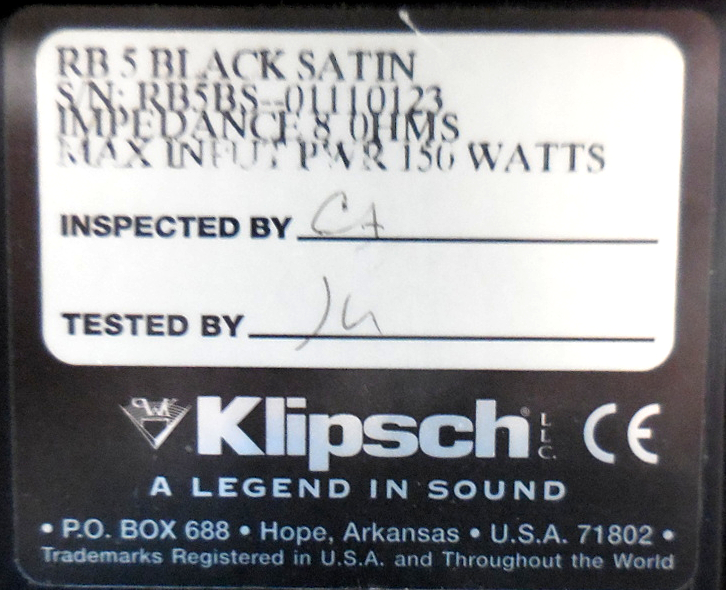 RB 5 BLACK SATIN
S/N: RB5BS--01110123
IMPEDANCE 8 0HMS
MAX INPUT PWR 150 WATTS
INSPECTED BY
TESTED BY
Klipsch® LLC. CE
A LEGEND IN SOUND
• P.O. BOX 688 • Hope, Arkansas • U.S.A. 71802 •
Trademarks Registered in U.S.A. and Throughout the World